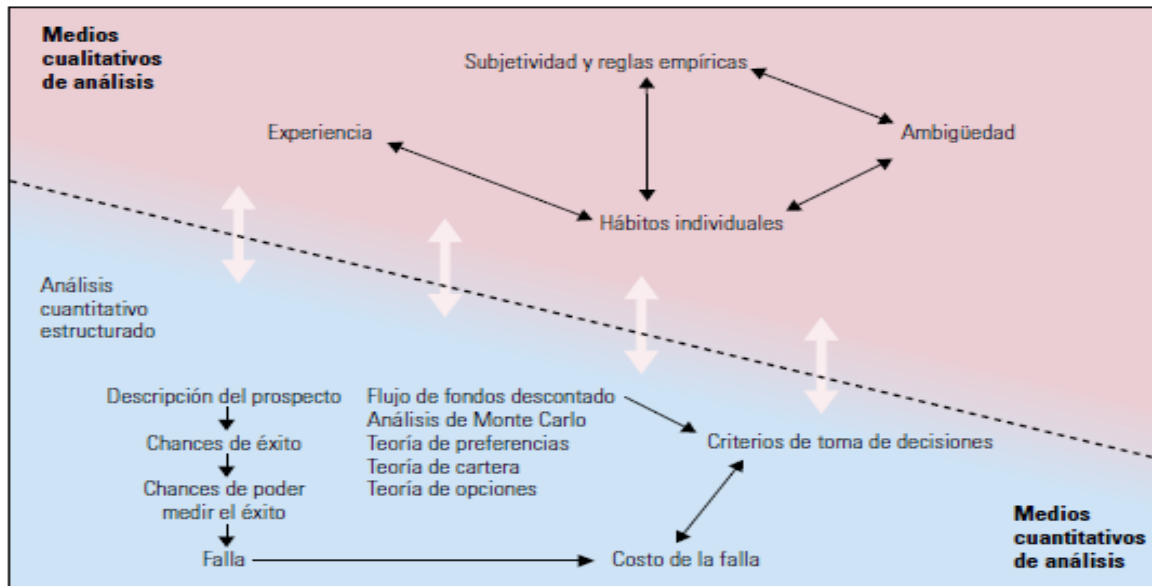 Medios
cualitativos
de análisis
Subjetividad y reglas empíricas
Experiencia
Ambigüedad
Hábitos individuales
Análisis
cuantitativo
estructurado
Descripción del prospecto
Chances de éxito
Chances de poder
medir el éxito
Falla
Flujo de fondos descontado
Análisis de Monte Carlo
Teoría de preferencias
Teoría de cartera
Teoría de opciones
Criterios de toma de decisiones
Costo de la falla
Medios
cuantitativos
de análisis